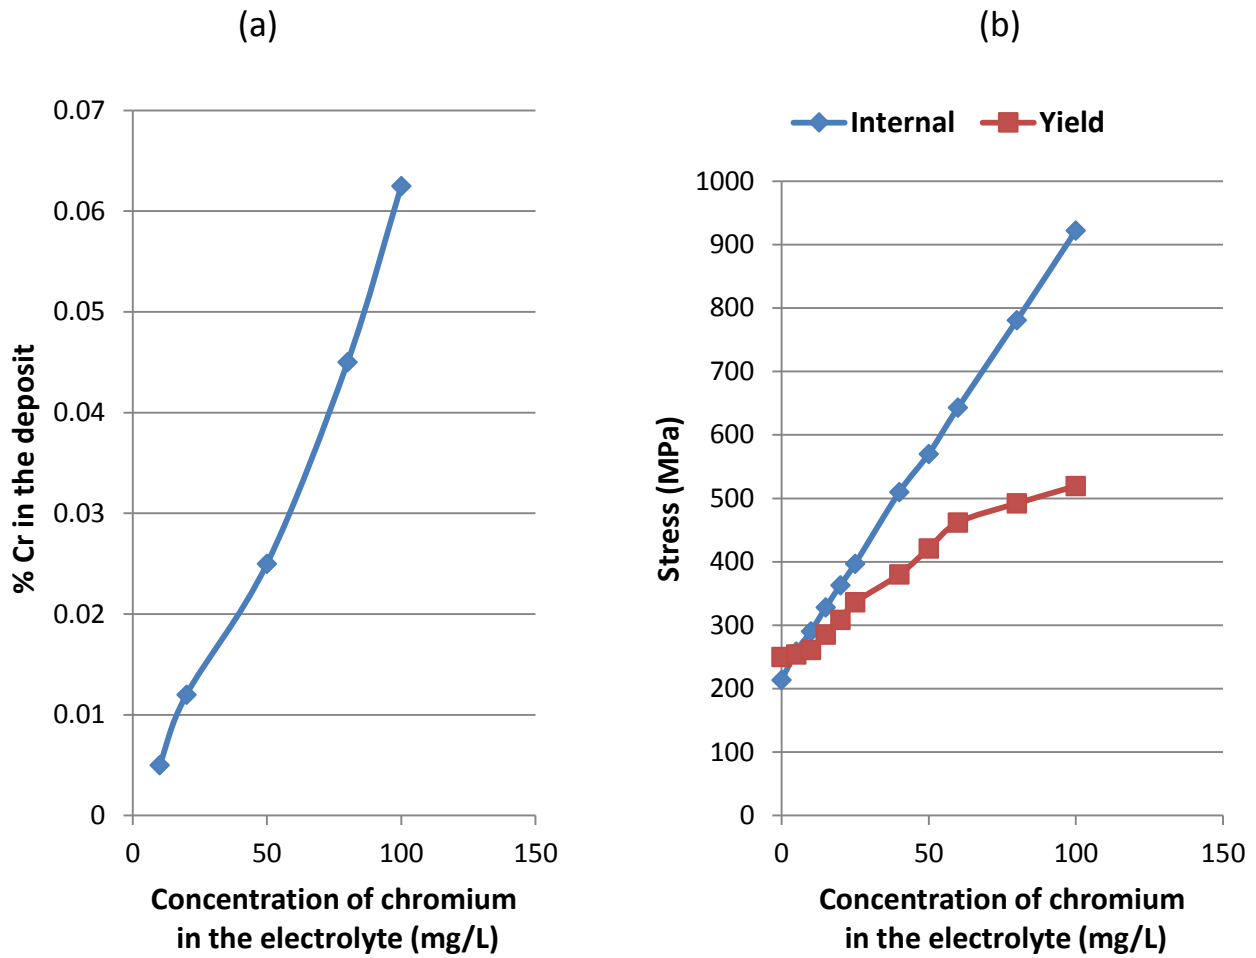 (a)
0.07
0.06
0.05
0.04
0.03
0.02
0.01
0
% Cr in the deposit
0 50 100 150
Concentration of chromium
in the electrolyte (mg/L)
(b)
Internal Yield
1000
900
800
700
600
500
400
300
200
100
0
Stress (MPa)
0 50 100 150
Concentration of chromium
in the electrolyte (mg/L)